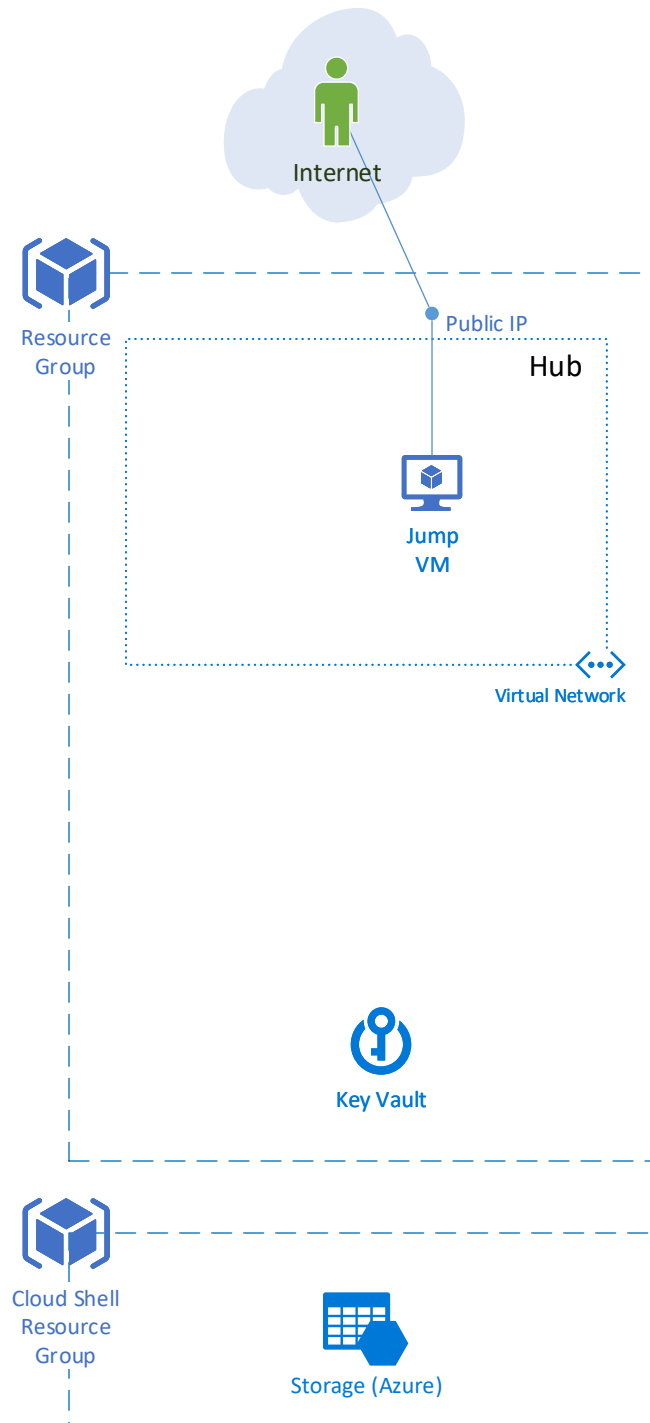 Internet
Public IP
Resource
Group
Hub
Jump
VM
Virtual Network
Key Vault
Cloud Shell
Resource
Group
Storage (Azure)